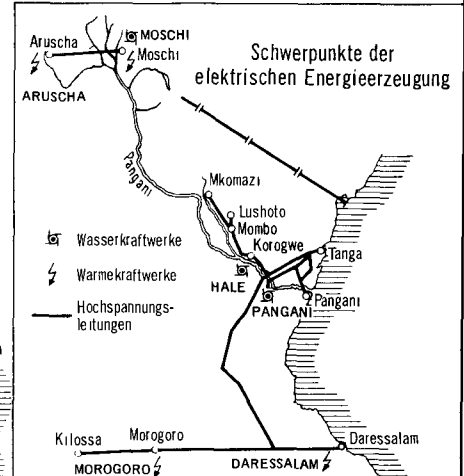 Schwerpunkte der
elektrischen Energieerzeugung
MOSCHI
Aruscha
Moschi
ARUSCHA
Pangani
Mkomazi
Lushoto
Mombo
Korogwe
Tanga
HALE
PANGANI
Pangani
Wasserkraftwerke
Warmekraftwerke
Hochspannungs-
leitungen
Kilossa
Morogoro
Daressalam
MOROGORO
DARESSALAM